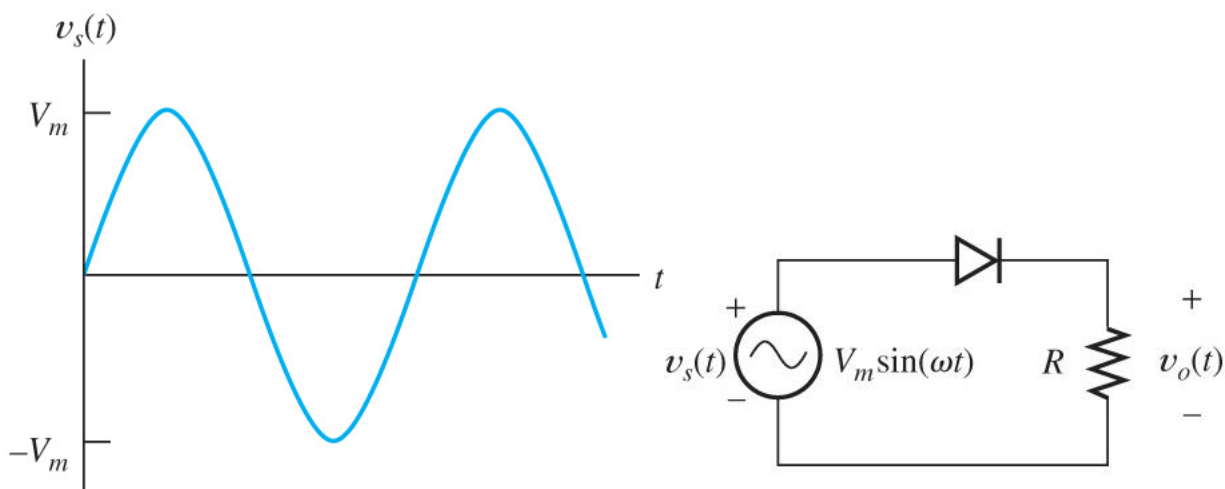 v_s(t)
V_m
t
−V_m
+
v_s(t)
−
V_m sin(ωt)
R
+
v_o(t)
−